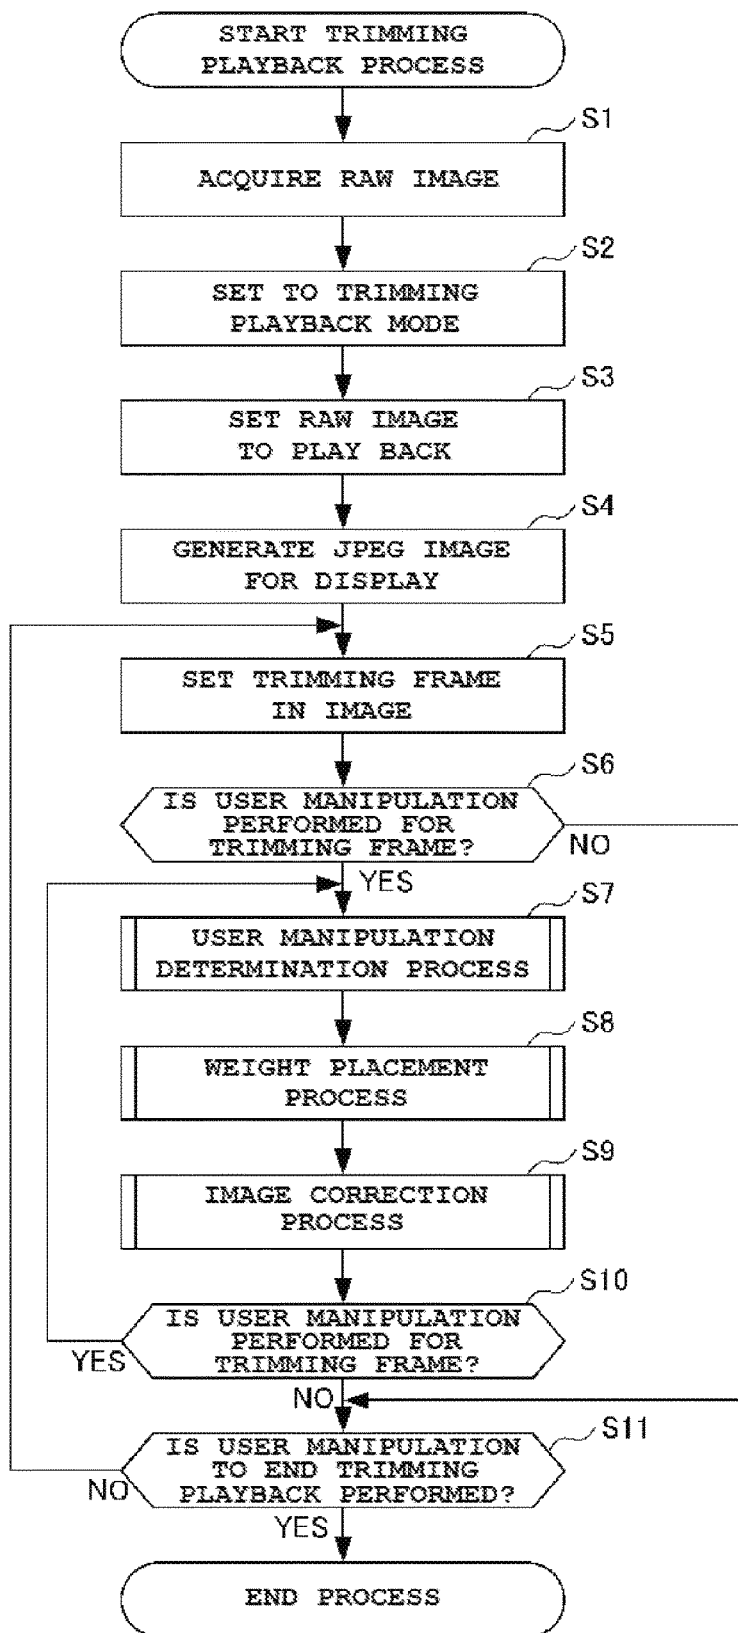 START TRIMMING
PLAYBACK PROCESS
S1
ACQUIRE RAW IMAGE
S2
SET TO TRIMMING
PLAYBACK MODE
S3
SET RAW IMAGE
TO PLAY BACK
S4
GENERATE JPEG IMAGE
FOR DISPLAY
S5
SET TRIMMING FRAME
IN IMAGE
S6
IS USER MANIPULATION
PERFORMED FOR
TRIMMING FRAME?
NO
YES
S7
USER MANIPULATION
DETERMINATION PROCESS
S8
WEIGHT PLACEMENT
PROCESS
S9
IMAGE CORRECTION
PROCESS
S10
IS USER MANIPULATION
PERFORMED FOR
TRIMMING FRAME?
YES
NO
S11
IS USER MANIPULATION
TO END TRIMMING
PLAYBACK PERFORMED?
NO
YES
END PROCESS